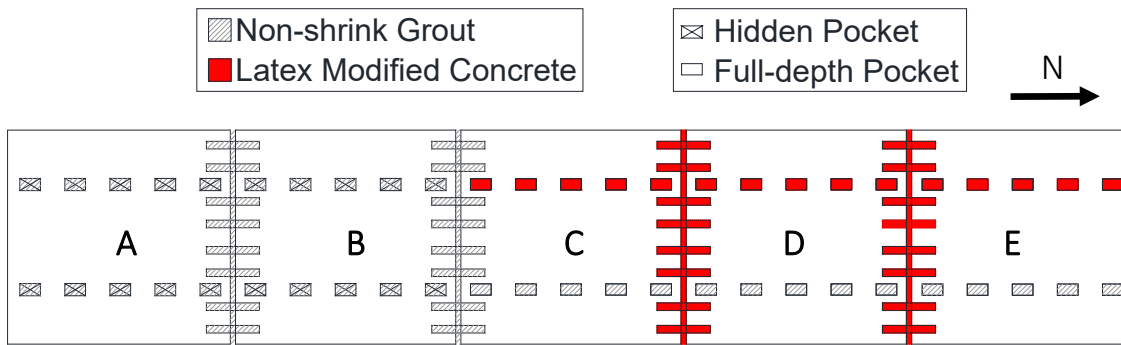 Non-shrink Grout
Latex Modified Concrete
Hidden Pocket
Full-depth Pocket
N
A B C D E